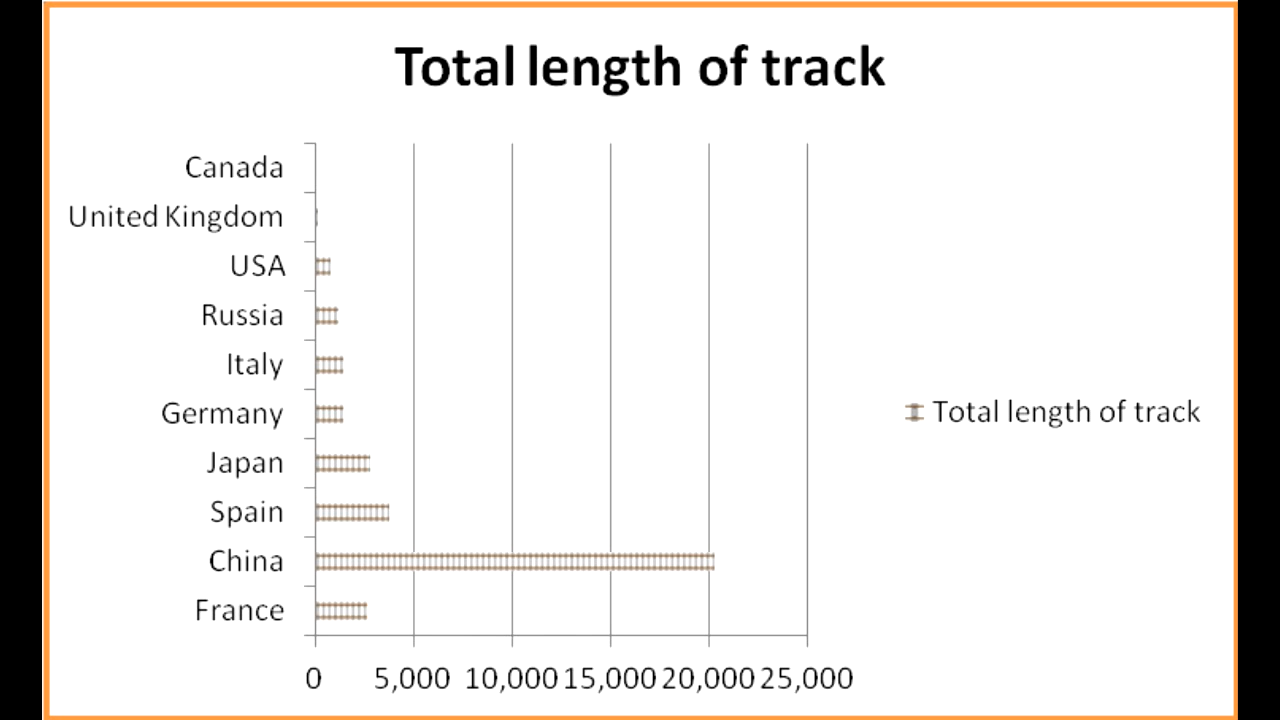 Total length of track
Canada
United Kingdom
USA
Russia
Italy
Germany
Japan
Spain
China
France
Total length of track
0 5,000 10,000 15,000 20,000 25,000